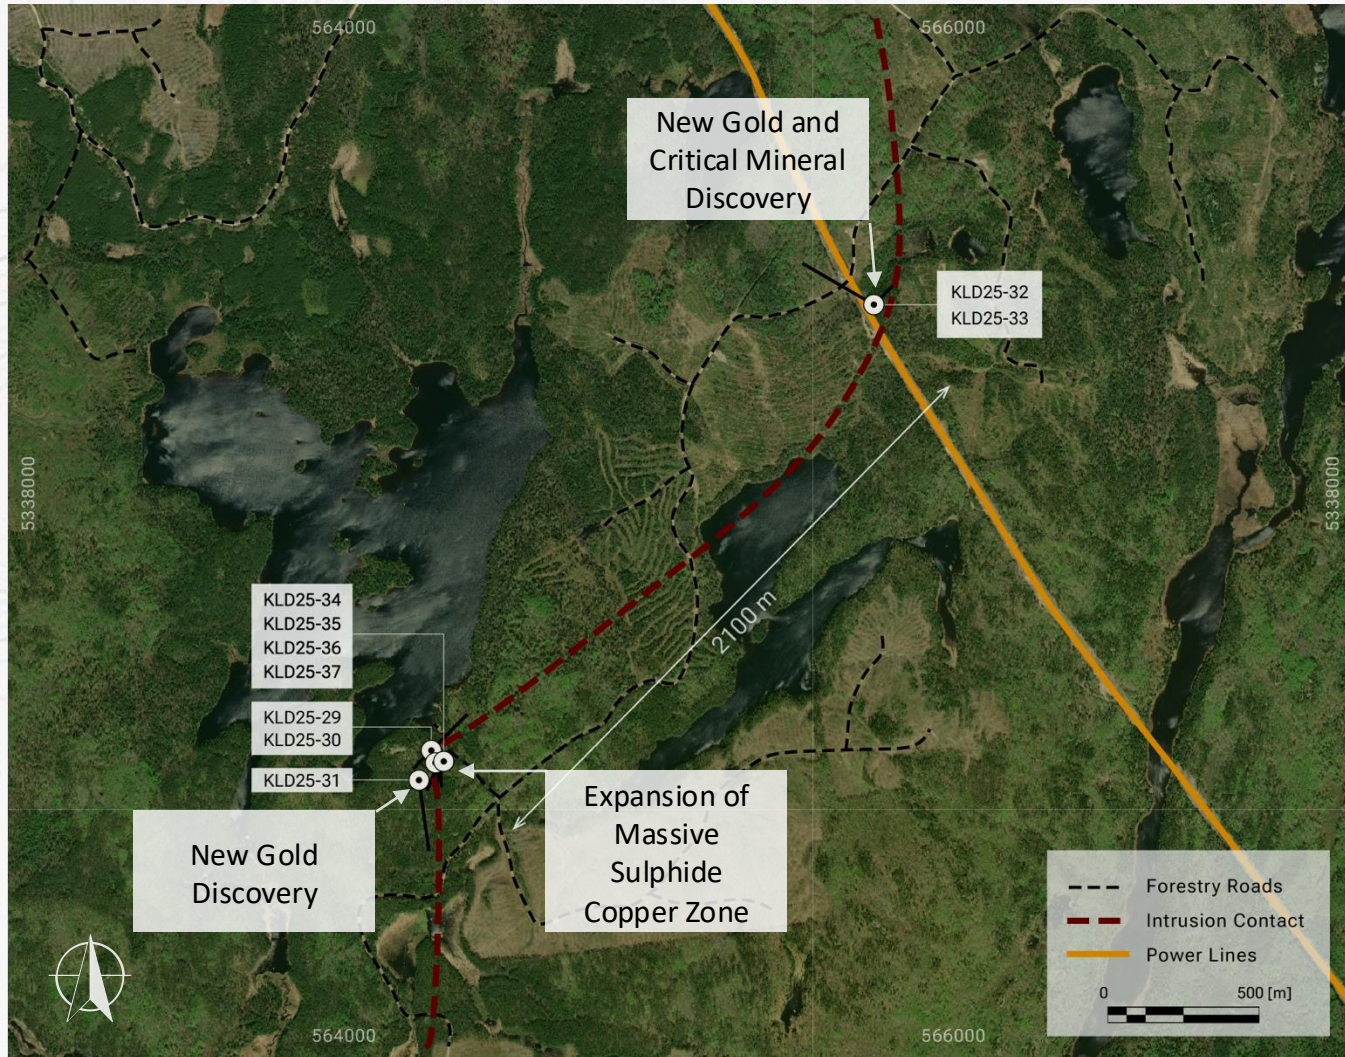 564000
566000
New Gold and
Critical Mineral
Discovery
KLD25-32
KLD25-33
5338000
5338000
2100 m
KLD25-34
KLD25-35
KLD25-36
KLD25-37
KLD25-29
KLD25-30
KLD25-31
New Gold
Discovery
Expansion of
Massive
Sulphide
Copper Zone
Forestry Roads
Intrusion Contact
Power Lines
0 500 [m]
564000
566000